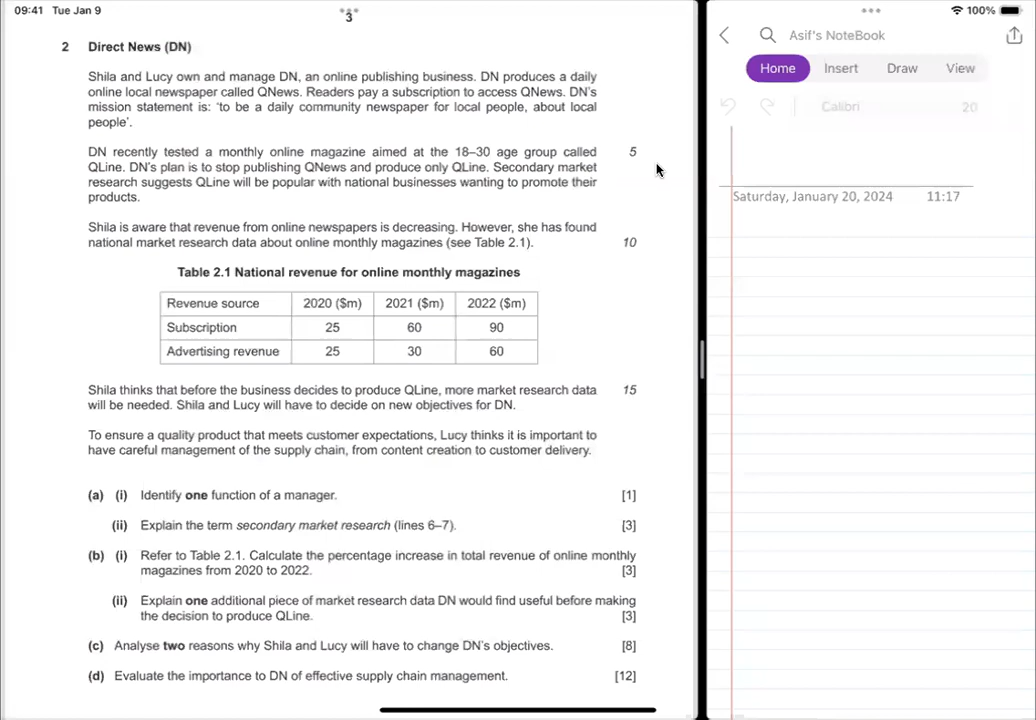 09:41 Tue Jan 9
3
100%
2 Direct News (DN)
Shila and Lucy own and manage DN, an online publishing business. DN produces a daily
online local newspaper called QNews. Readers pay a subscription to access QNews. DN's
mission statement is: 'to be a daily community newspaper for local people, about local
people'.
DN recently tested a monthly online magazine aimed at the 18–30 age group called 5
QLine. DN's plan is to stop publishing QNews and produce only QLine. Secondary market
research suggests QLine will be popular with national businesses wanting to promote their
products.
Shila is aware that revenue from online newspapers is decreasing. However, she has found
national market research data about online monthly magazines (see Table 2.1). 10
Table 2.1 National revenue for online monthly magazines
Revenue source 2020 ($m) 2021 ($m) 2022 ($m)
Subscription 25 60 90
Advertising revenue 25 30 60
Shila thinks that before the business decides to produce QLine, more market research data 15
will be needed. Shila and Lucy will have to decide on new objectives for DN.
To ensure a quality product that meets customer expectations, Lucy thinks it is important to
have careful management of the supply chain, from content creation to customer delivery.
(a) (i) Identify one function of a manager. [1]
(ii) Explain the term secondary market research (lines 6–7). [3]
(b) (i) Refer to Table 2.1. Calculate the percentage increase in total revenue of online monthly
magazines from 2020 to 2022. [3]
(ii) Explain one additional piece of market research data DN would find useful before making
the decision to produce QLine. [3]
(c) Analyse two reasons why Shila and Lucy will have to change DN's objectives. [8]
(d) Evaluate the importance to DN of effective supply chain management. [12]
Asif's NoteBook
Home Insert Draw View
Calibri 20
Saturday, January 20, 2024 11:17